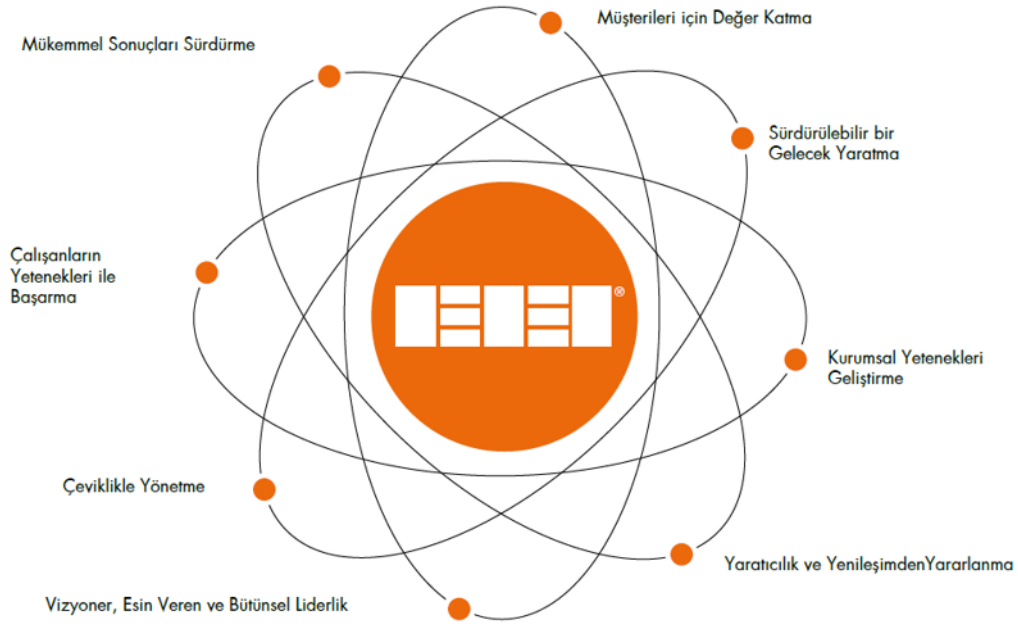 Müşterileri için Değer Katma
Mükemmel Sonuçları Sürdürme
Sürdürülebilir bir
Gelecek Yaratma
Çalışanların
Yetenekleri ile
Başarma
®
Kurumsal Yetenekleri
Geliştirme
Çeviklikle Yönetme
Yaratıcılık ve YenileşimdenYararlanma
Vizyoner, Esin Veren ve Bütünsel Liderlik